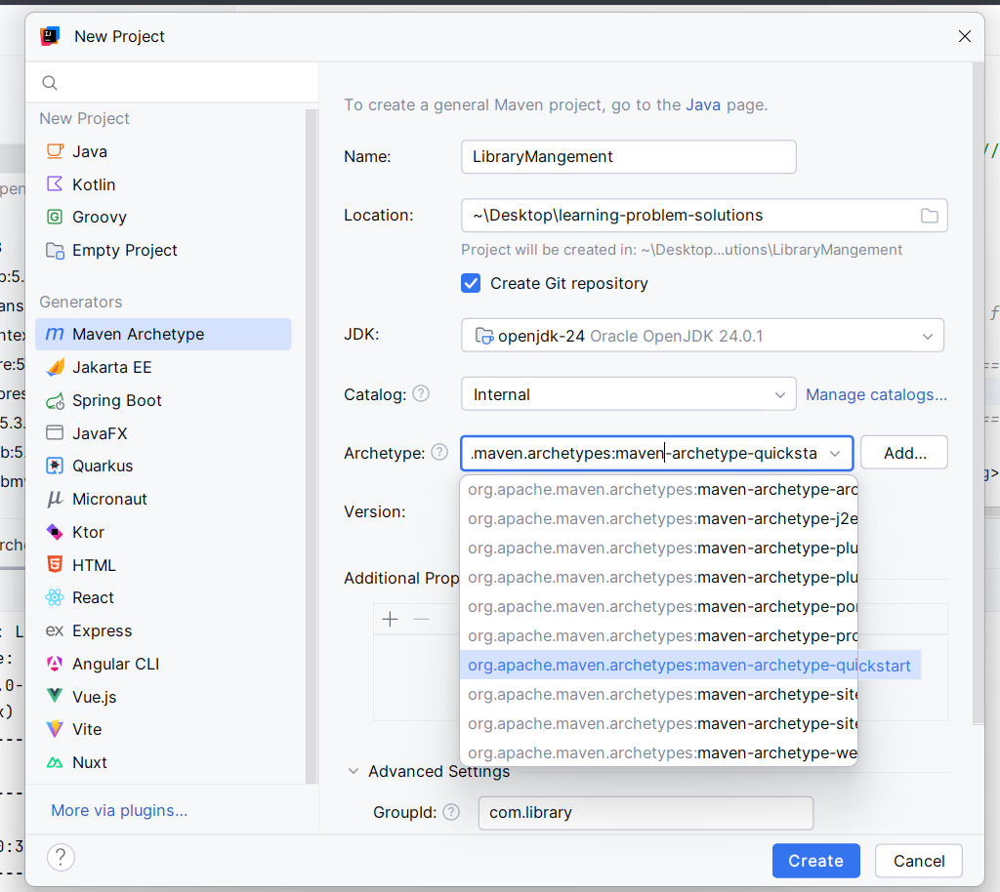 New Project
New Project
Java
Kotlin
Groovy
Empty Project
Generators
Maven Archetype
Jakarta EE
Spring Boot
JavaFX
Quarkus
Micronaut
Ktor
HTML
React
ex Express
Angular CLI
Vue.js
Vite
Nuxt
More via plugins...
To create a general Maven project, go to the Java page.
Name: LibraryMangement
Location: ~\Desktop\learning-problem-solutions
Project will be created in: ~\Desktop...utions\LibraryMangement
Create Git repository
JDK: openjdk-24 Oracle OpenJDK 24.0.1
Catalog: ? Internal Manage catalogs...
Archetype: ? .maven.archetypes:maven-archetype-quicksta Add...
org.apache.maven.archetypes:maven-archetype-arc
Version:
org.apache.maven.archetypes:maven-archetype-j2e
org.apache.maven.archetypes:maven-archetype-plu
Additional Prop
org.apache.maven.archetypes:maven-archetype-plu
org.apache.maven.archetypes:maven-archetype-por
org.apache.maven.archetypes:maven-archetype-pro
org.apache.maven.archetypes:maven-archetype-quickstart
org.apache.maven.archetypes:maven-archetype-site
org.apache.maven.archetypes:maven-archetype-site
org.apache.maven.archetypes:maven-archetype-we
Advanced Settings
GroupId: ? com.library
? Create Cancel